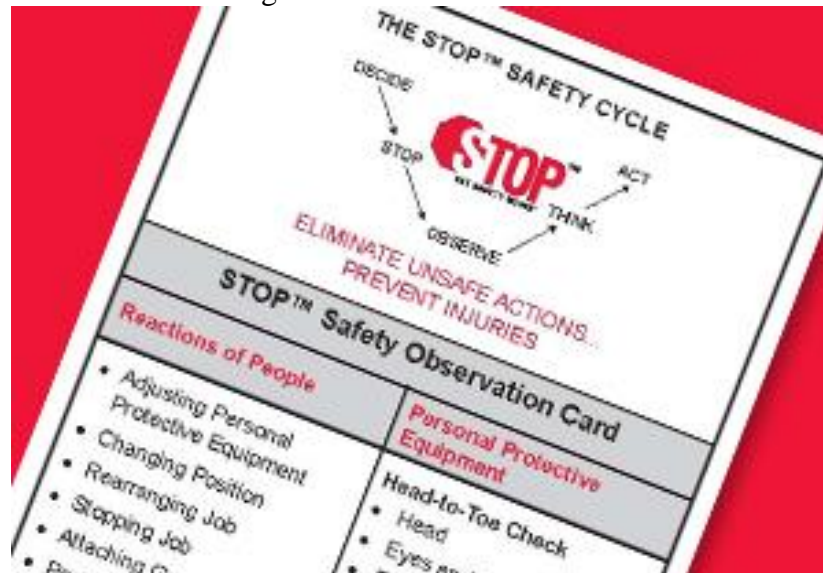 THE STOP™ SAFETY CYCLE
DECIDE
STOP
OBSERVE
THINK
ACT
STOP™
ELIMINATE UNSAFE ACTIONS...
PREVENT INJURIES
STOP™ Safety Observation Card
Reactions of People
• Adjusting Personal
Protective Equipment
• Changing Position
• Rearranging Job
• Stopping Job
• Attaching
Personal Protective
Equipment
Head-to-Toe Check
• Head
• Eyes